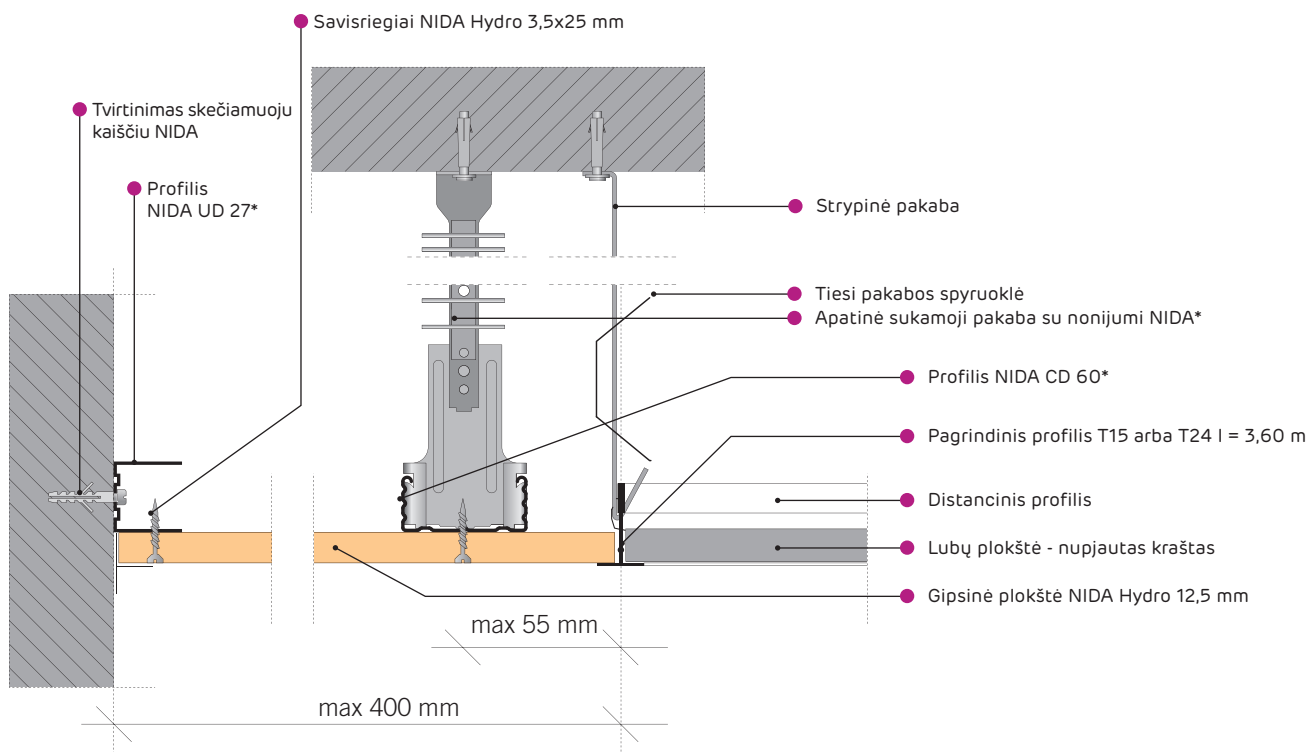 Savisriegiai NIDA Hydro 3,5x25 mm
Tvirtinimas skečiamuoju
kaiščiu NIDA
Profilis
NIDA UD 27*
Strypinė pakaba
Tiesi pakabos spyruoklė
Apatinė sukamoji pakaba su nonijumi NIDA*
Profilis NIDA CD 60*
Pagrindinis profilis T15 arba T24 l = 3,60 m
Distancinis profilis
Lubų plokštė - nupjautas kraštas
Gipsinė plokštė NIDA Hydro 12,5 mm
max 55 mm
max 400 mm